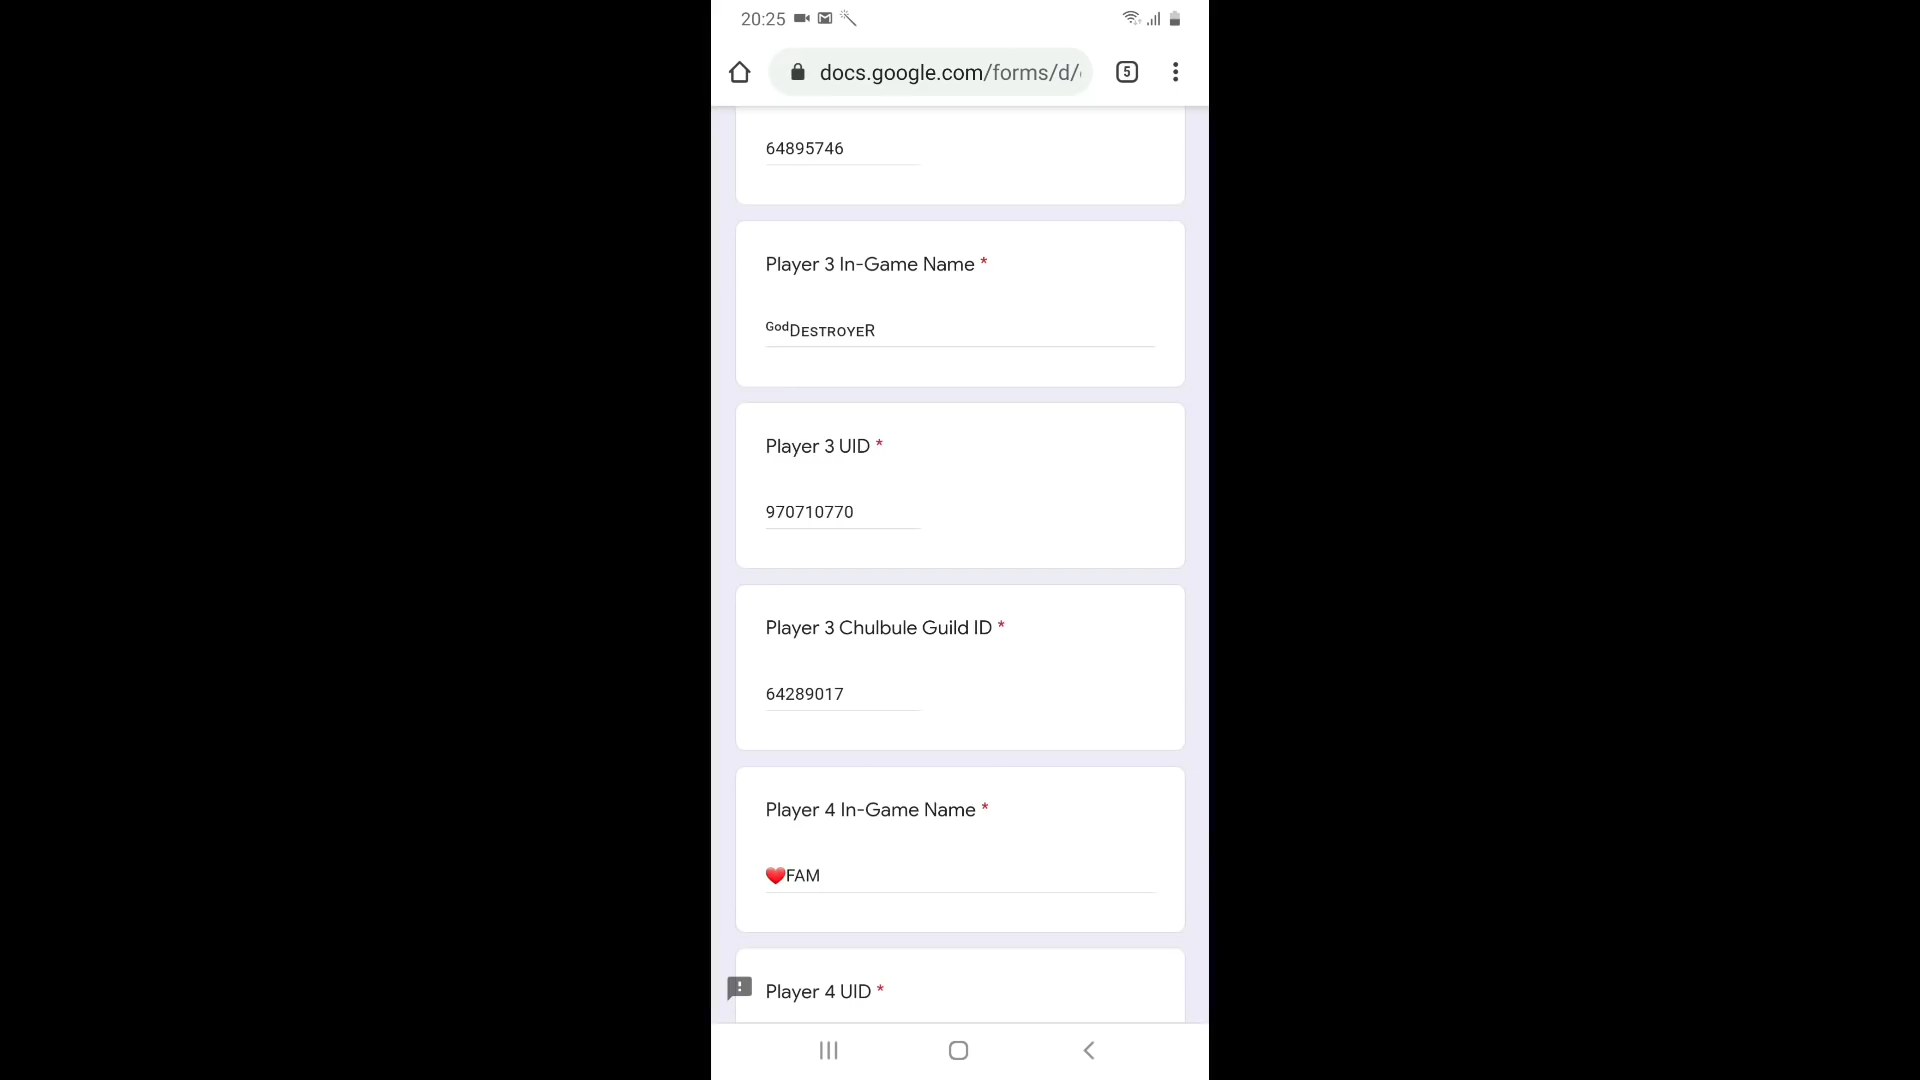 20:25
docs.google.com/forms/d/
5
64895746
Player 3 In-Game Name *
ᴳᵒᵈDᴇsᴛʀᴏʏᴇR
Player 3 UID *
970710770
Player 3 Chulbule Guild ID *
64289017
Player 4 In-Game Name *
❤️FAM
Player 4 UID *